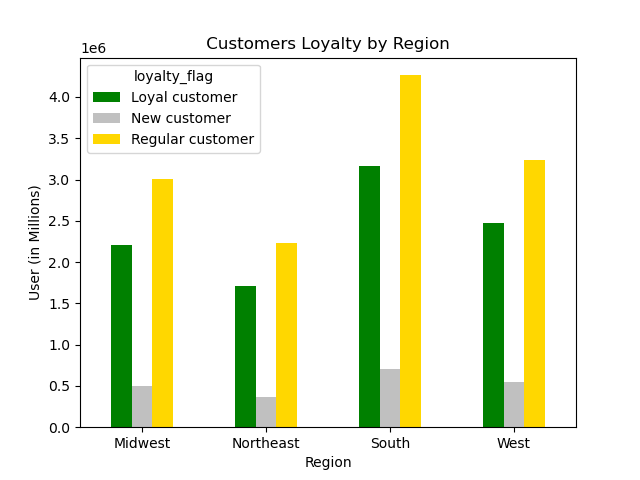 Customers Loyalty by Region
1e6
loyalty_flag
Loyal customer
New customer
Regular customer
4.0
3.5
3.0
2.5
2.0
1.5
1.0
0.5
0.0
User (in Millions)
Midwest Northeast South West
Region